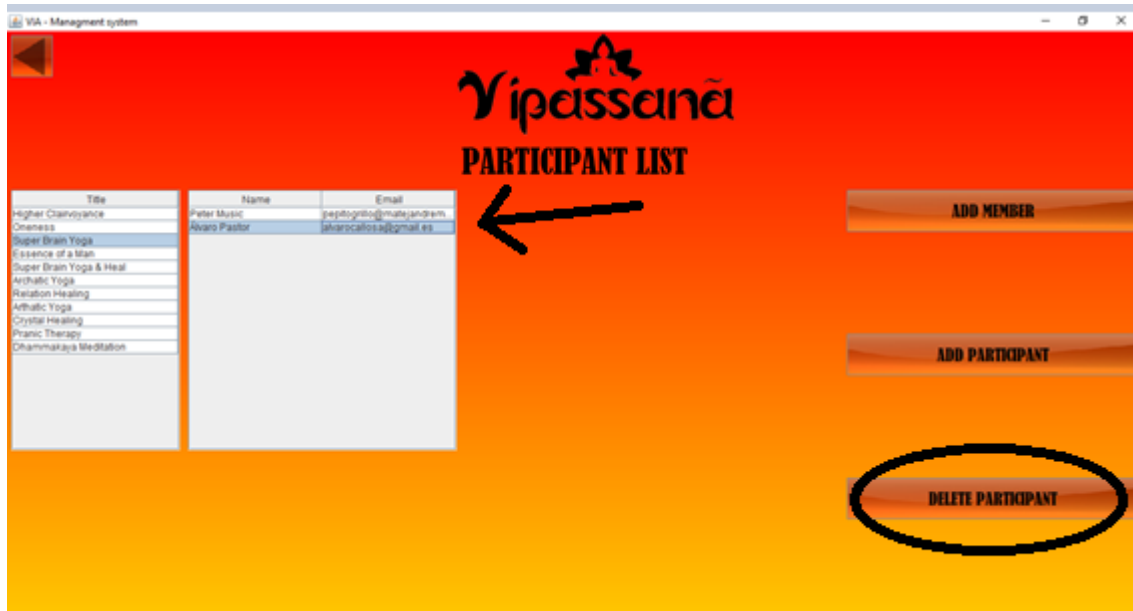 VIA - Managment system
Vipassanã
PARTICIPANT LIST
Title
Higher Clairvoyance
Oneness
Super Brain Yoga
Essence of a Man
Super Brain Yoga & Heal
Archatic Yoga
Relation Healing
Arthatic Yoga
Crystal Healing
Pranic Therapy
Dhammakaya Meditation
Name Email
Peter Music pepitogrillo@matejandrem...
Alvaro Pastor alvarocallosa@gmail.es
ADD MEMBER
ADD PARTICIPANT
DELETE PARTICIPANT